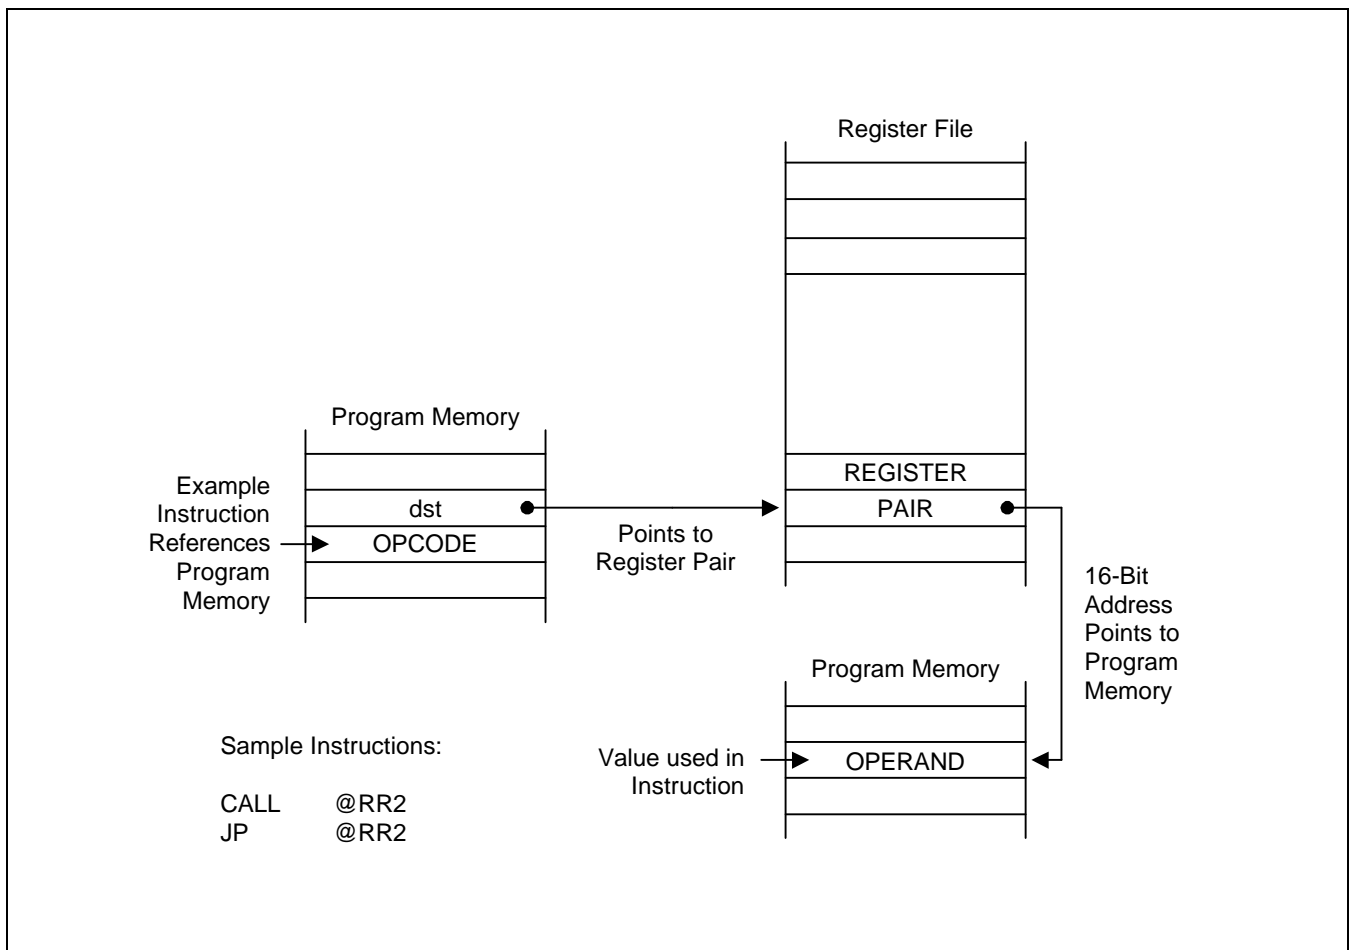 Register File
Program Memory
REGISTER
Example
Instruction
References
Program
Memory
dst
PAIR
OPCODE
Points to
Register Pair
16-Bit
Address
Points to
Program
Memory
Program Memory
Sample Instructions:
Value used in
Instruction
OPERAND
CALL @RR2
JP @RR2